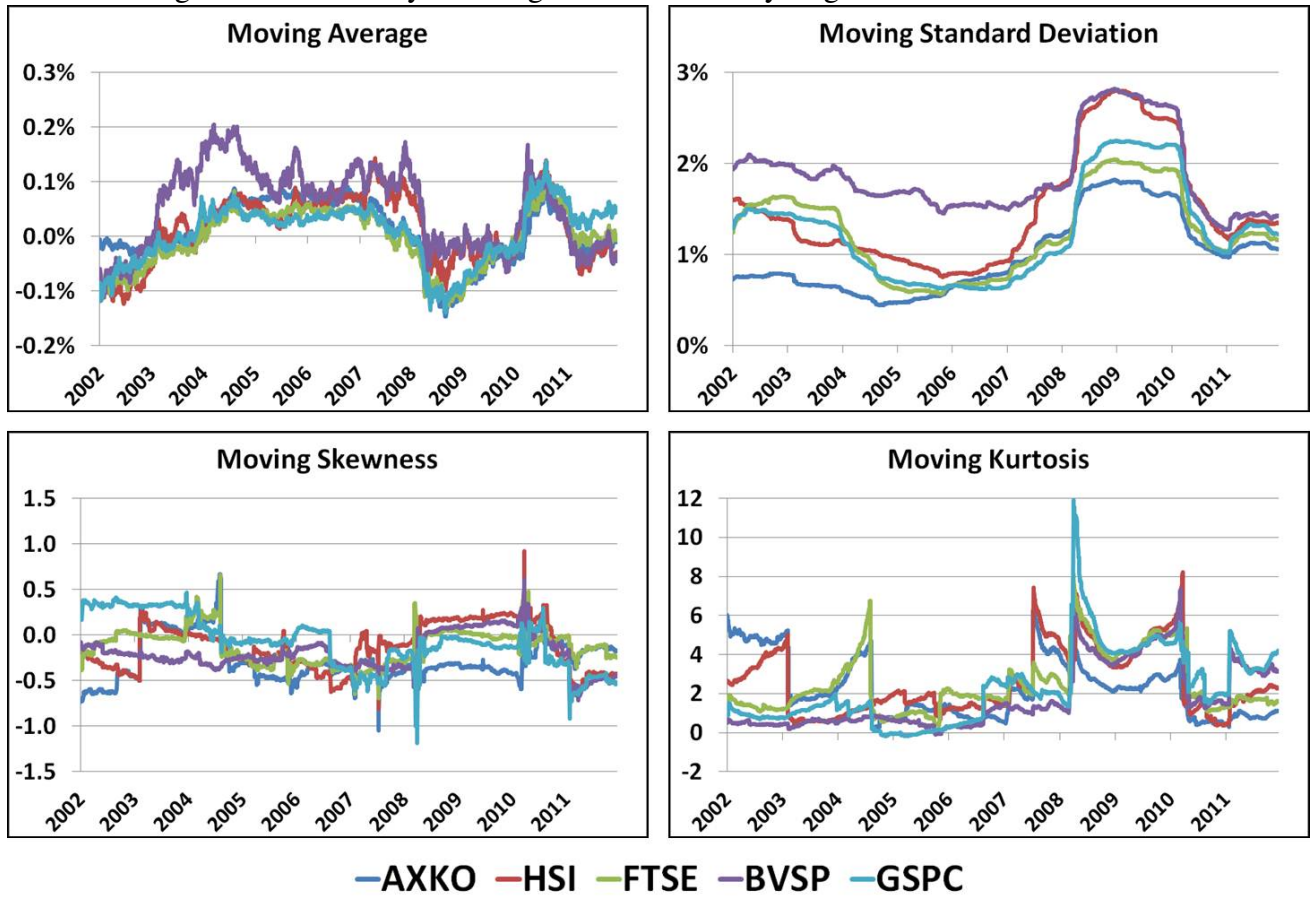 Moving Average
0.3%
0.2%
0.1%
0.0%
-0.1%
-0.2%
2002 2003 2004 2005 2006 2007 2008 2009 2010 2011
Moving Standard Deviation
3%
2%
1%
0%
2002 2003 2004 2005 2006 2007 2008 2009 2010 2011
Moving Skewness
1.5
1.0
0.5
0.0
-0.5
-1.0
-1.5
2002 2003 2004 2005 2006 2007 2008 2009 2010 2011
Moving Kurtosis
12
10
8
6
4
2
0
-2
2002 2003 2004 2005 2006 2007 2008 2009 2010 2011
AXKO HSI FTSE BVSP GSPC